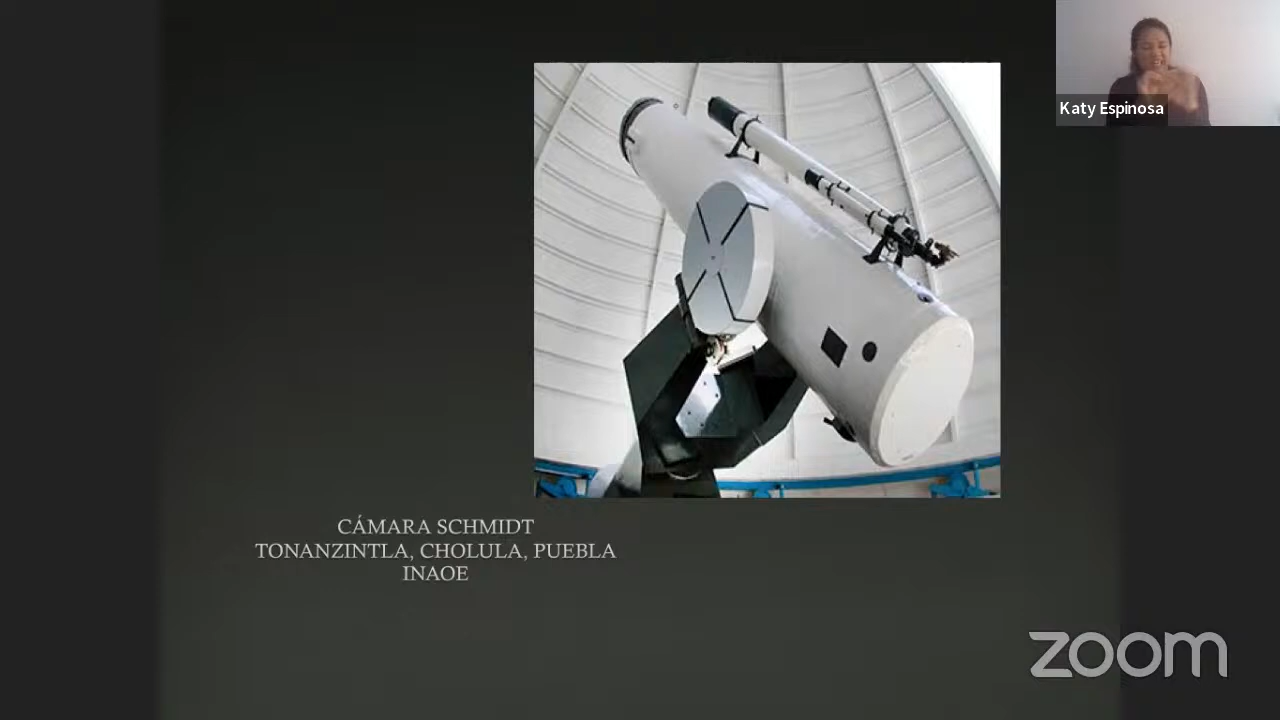 Katy Espinosa
CÁMARA SCHMIDT
TONANZINTLA, CHOLULA, PUEBLA
INAOE
zoom